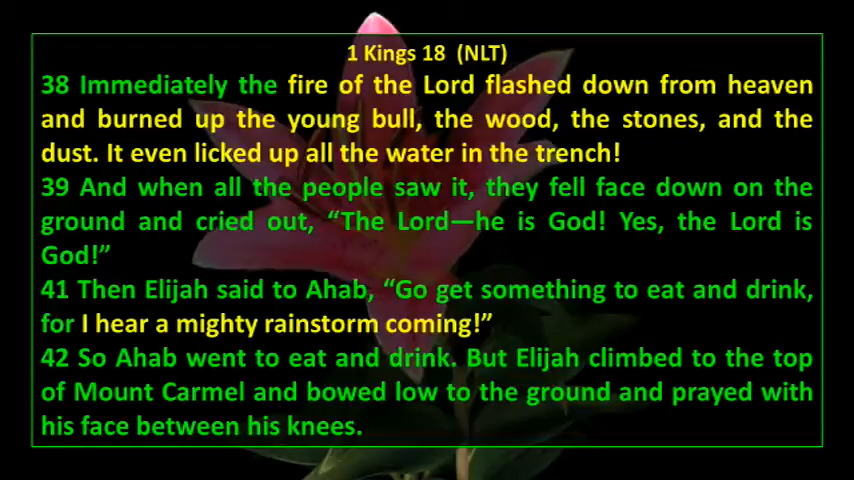 1 Kings 18 (NLT)
38 Immediately the fire of the Lord flashed down from heaven
and burned up the young bull, the wood, the stones, and the
dust. It even licked up all the water in the trench!
39 And when all the people saw it, they fell face down on the
ground and cried out, “The Lord—he is God! Yes, the Lord is
God!”
41 Then Elijah said to Ahab, “Go get something to eat and drink,
for I hear a mighty rainstorm coming!”
42 So Ahab went to eat and drink. But Elijah climbed to the top
of Mount Carmel and bowed low to the ground and prayed with
his face between his knees.